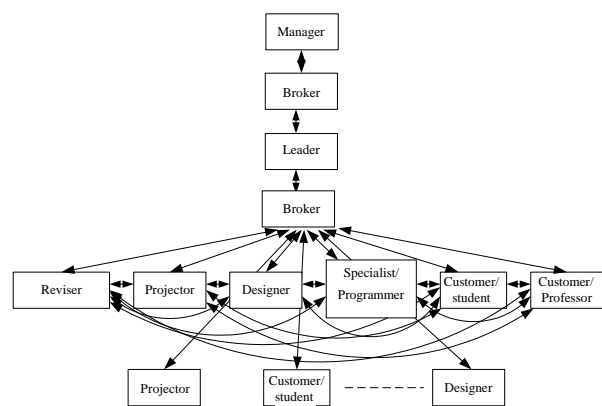 Manager
Broker
Leader
Broker
Reviser
Projector
Designer
Specialist/
Programmer
Customer/
student
Customer/
Professor
Projector
Customer/
student
Designer